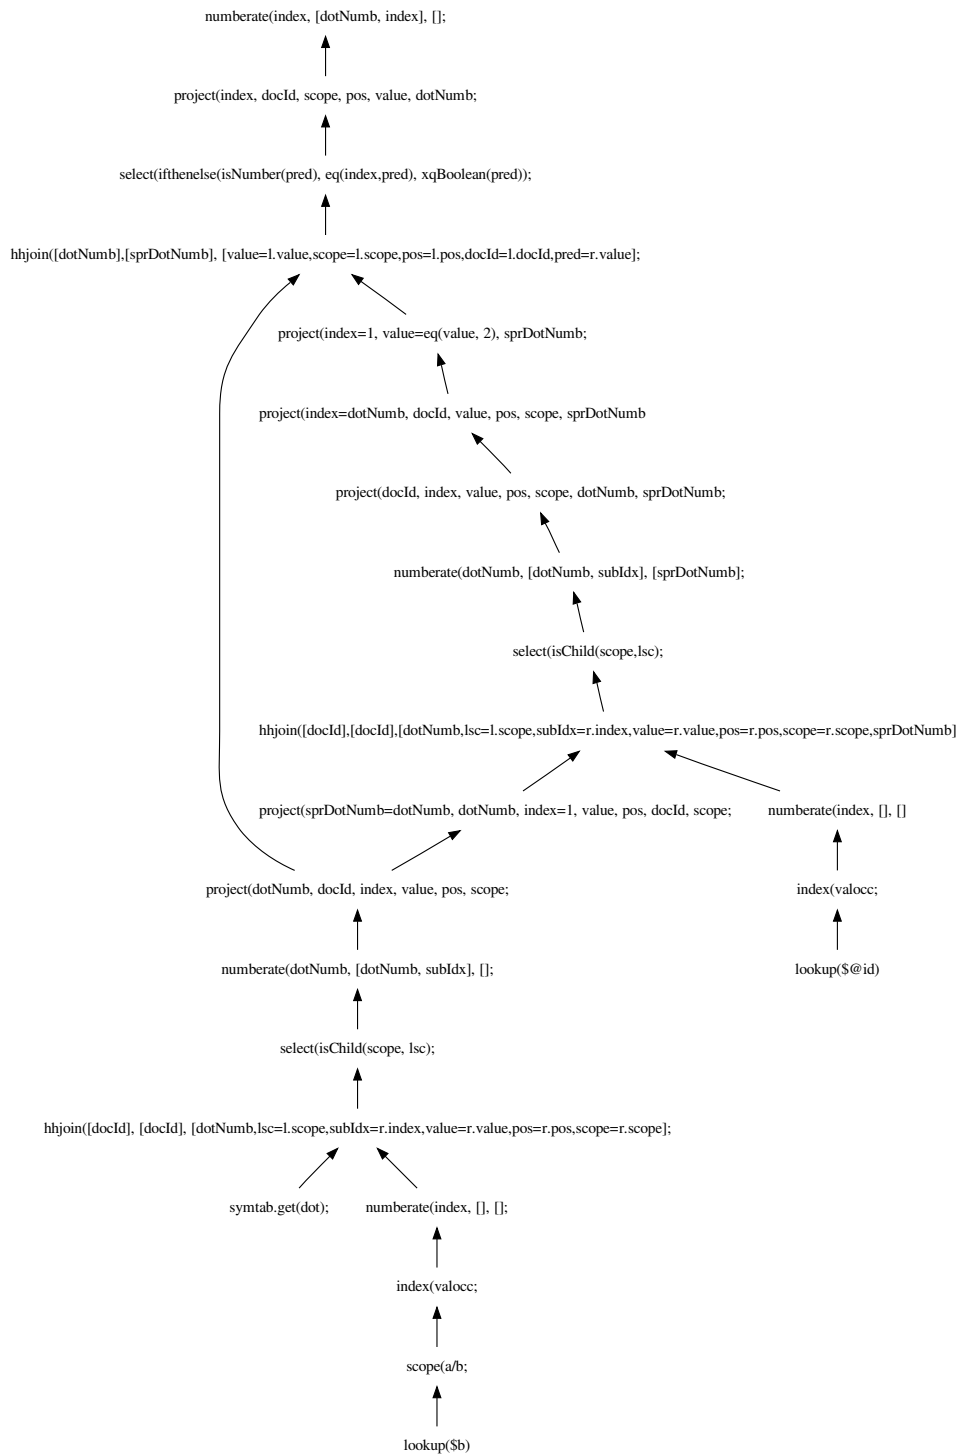 numberate(index, [dotNumb, index], [];
project(index, docId, scope, pos, value, dotNumb;
select(ifthenelse(isNumber(pred), eq(index,pred), xqBoolean(pred));
hhjoin([dotNumb],[sprDotNumb], [value=l.value,scope=l.scope,pos=l.pos,docId=l.docId,pred=r.value];
project(index=1, value=eq(value, 2), sprDotNumb;
project(index=dotNumb, docId, value, pos, scope, sprDotNumb
project(docId, index, value, pos, scope, dotNumb, sprDotNumb;
numberate(dotNumb, [dotNumb, subIdx], [sprDotNumb];
select(isChild(scope,lsc);
hhjoin([docId],[docId],[dotNumb,lsc=l.scope,subIdx=r.index,value=r.value,pos=r.pos,scope=r.scope,sprDotNumb]
project(sprDotNumb=dotNumb, dotNumb, index=1, value, pos, docId, scope;
numberate(index, [], []
project(dotNumb, docId, index, value, pos, scope;
index(valocc;
numberate(dotNumb, [dotNumb, subIdx], [];
lookup($@id)
select(isChild(scope, lsc);
hhjoin([docId], [docId], [dotNumb,lsc=l.scope,subIdx=r.index,value=r.value,pos=r.pos,scope=r.scope];
symtab.get(dot);
numberate(index, [], [];
index(valocc;
scope(a/b;
lookup($b)